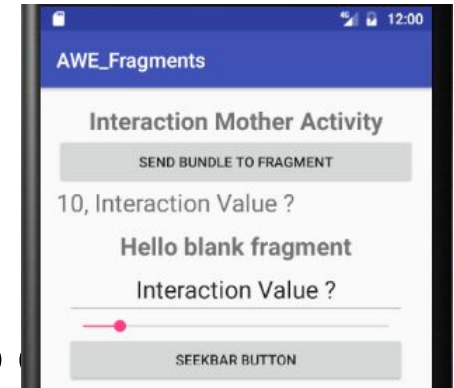 12:00
AWE_Fragments
Interaction Mother Activity
SEND BUNDLE TO FRAGMENT
10, Interaction Value ?
Hello blank fragment
Interaction Value ?
SEEKBAR BUTTON